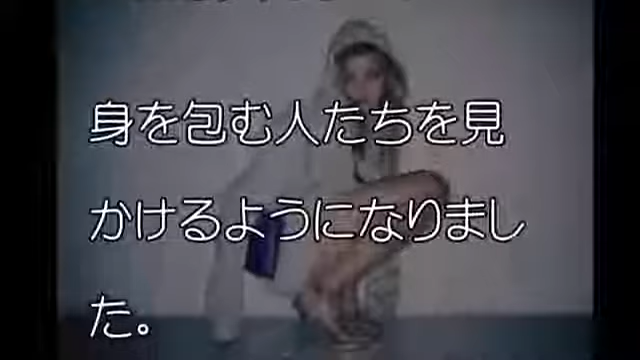 身を包む人たちを見
かけるようになりまし
た。